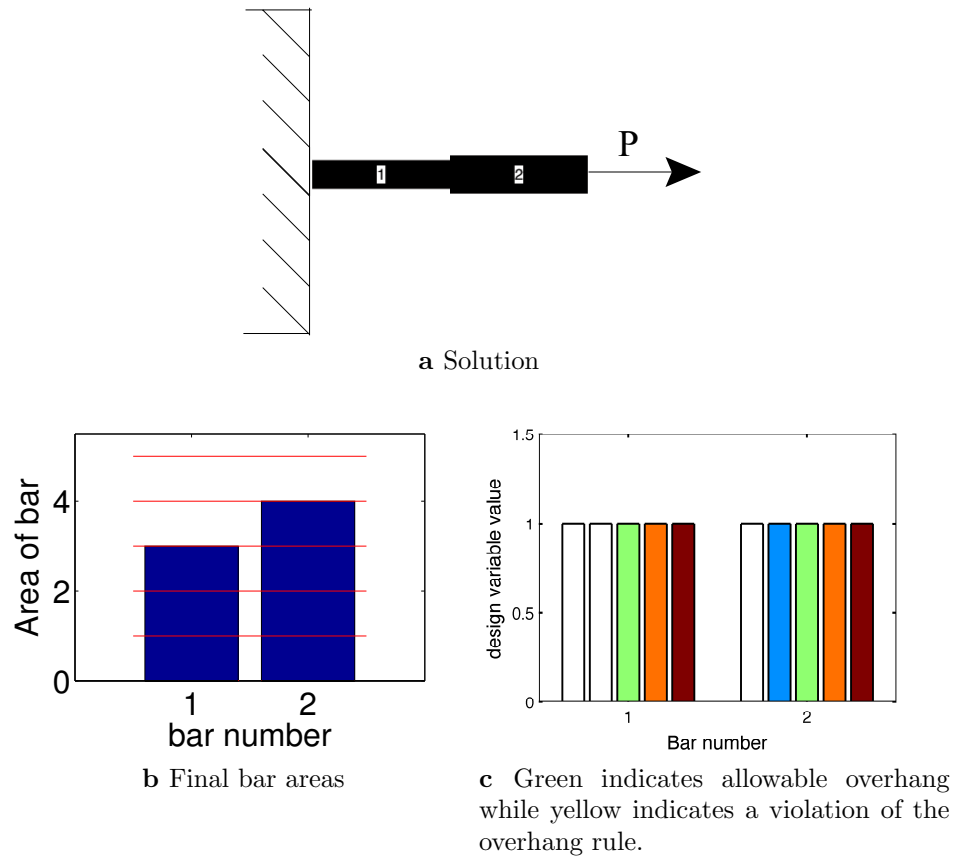 P
1
2
a Solution
Area of bar
4
2
0
1 2
bar number
b Final bar areas
design variable value
1.5
1
0.5
0
1 2
Bar number
c Green indicates allowable overhang
while yellow indicates a violation of the
overhang rule.